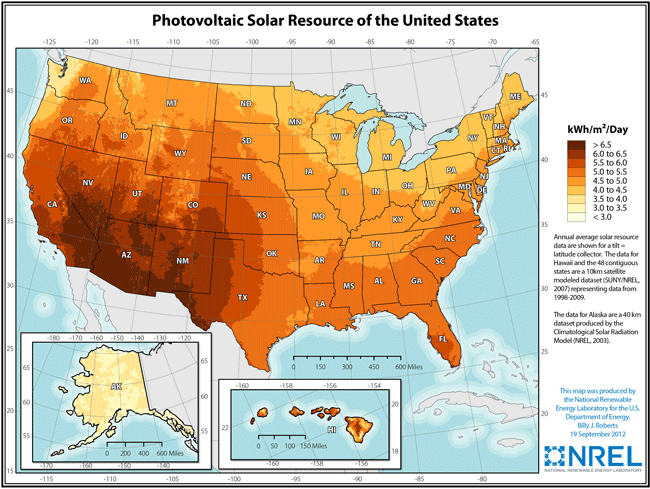 Photovoltaic Solar Resource of the United States
-125 -120 -115 -110 -105 -100 -95 -90 -85 -80 -75 -70 -65
45
40
35
30
25
20
15
45
40
35
30
25
20
WA
OR
CA
NV
ID
MT
WY
UT
AZ
CO
NM
ND
SD
NE
KS
OK
TX
MN
IA
MO
AR
LA
WI
IL
MI
IN
OH
KY
TN
MS
AL
GA
FL
SC
NC
VA
WV
PA
NY
VT
NH
ME
MA
CT
RI
NJ
DE
MD
0 150 300 450 600 Miles
180 -170 -160 -150 -140 -130 -120
65
60
55
65
60
55
AK
0 200 400 600 Miles
-170 -160 -150 -140
-160 -158 -156 -154
22
20
18
HI
0 50 100 150 Miles
-160 -158 -156
-115 -110 -105 -100 -95 -90 -85 -80
kWh/m²/Day
> 6.5
6.0 to 6.5
5.5 to 6.0
5.0 to 5.5
4.5 to 5.0
4.0 to 4.5
3.5 to 4.0
3.0 to 3.5
< 3.0
Annual average solar resource
data are shown for a tilt =
latitude collector. The data for
Hawaii and the 48 contiguous
states are a 10km satellite
modeled dataset (SUNY/NREL,
2007) representing data from
1998-2009.
The data for Alaska are a 40 km
dataset produced by the
Climatological Solar Radiation
Model (NREL, 2003).
This map was produced by
the National Renewable
Energy Laboratory for the U.S.
Department of Energy.
Billy J. Roberts
19 September 2012
NREL
NATIONAL RENEWABLE ENERGY LABORATORY